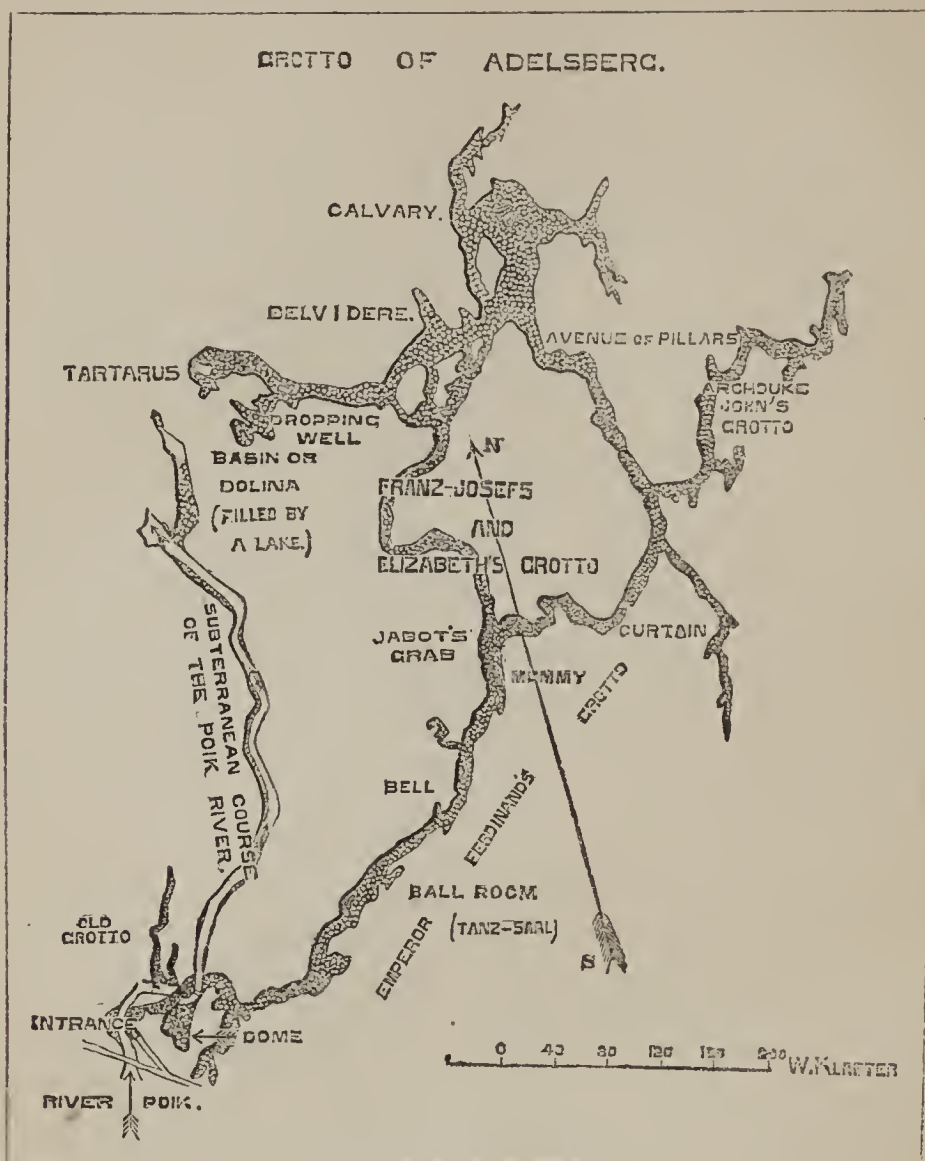 GROTTO OF ADELSBERG.
CALVARY.
BELVIDERE.
AVENUE OF PILLARS
TARTARUS
ARCHDUKE
JOHN'S
GROTTO
DROPPING
WELL
BASIN OR
DOLINA
(FILLED BY
A LAKE.)
N
FRANZ-JOSEFS
AND
ELIZABETH'S GROTTO
SUBTERRANEAN COURSE
OF THE POIK
RIVER.
JABOT'S
GRAB
CURTAIN
MUMMY
EMPEROR FERDINAND'S GROTTO
BELL
BALL ROOM
(TANZ-SAAL)
OLD
GROTTO
S
ENTRANCE
DOME
0 40 80 120 160 200 W. KLAFTER
RIVER POIK.